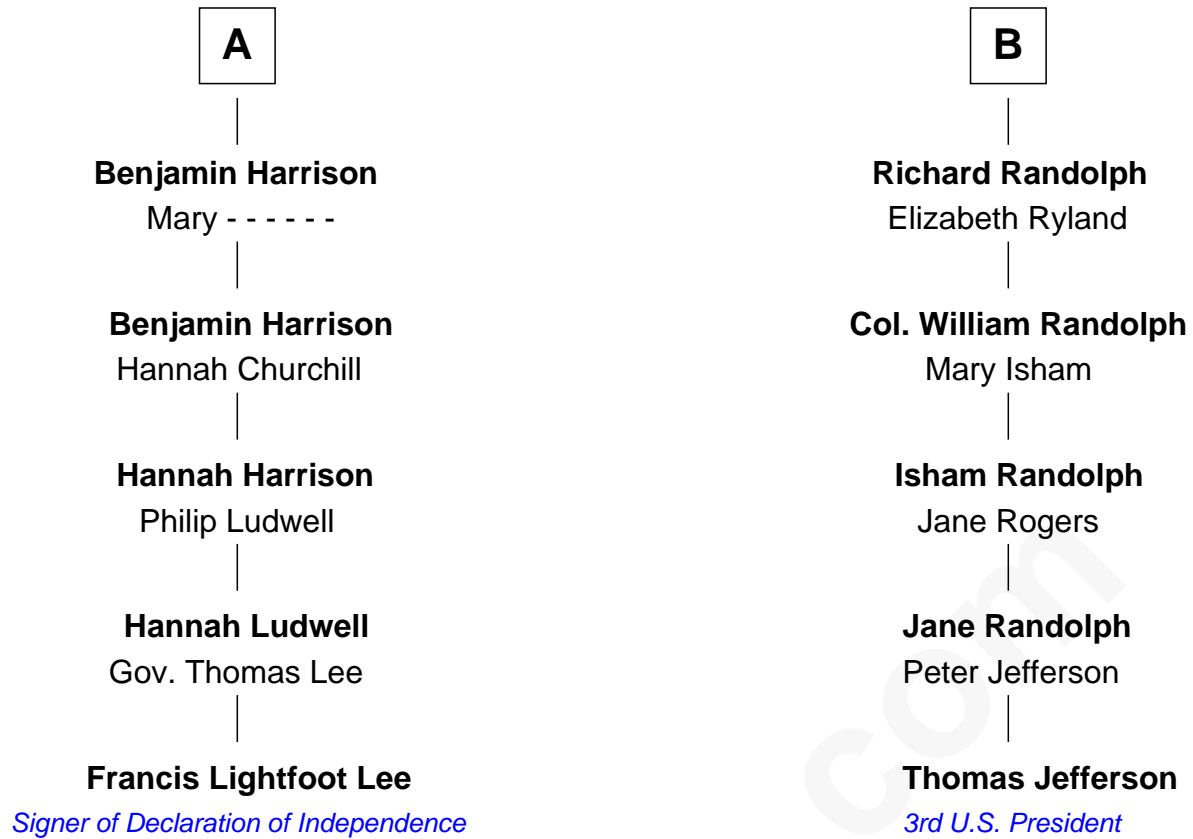 A
Benjamin Harrison
Mary - - - - - -
Benjamin Harrison
Hannah Churchill
Hannah Harrison
Philip Ludwell
Hannah Ludwell
Gov. Thomas Lee
Francis Lightfoot Lee
Signer of Declaration of Independence
B
Richard Randolph
Elizabeth Ryland
Col. William Randolph
Mary Isham
Isham Randolph
Jane Rogers
Jane Randolph
Peter Jefferson
Thomas Jefferson
3rd U.S. President
com